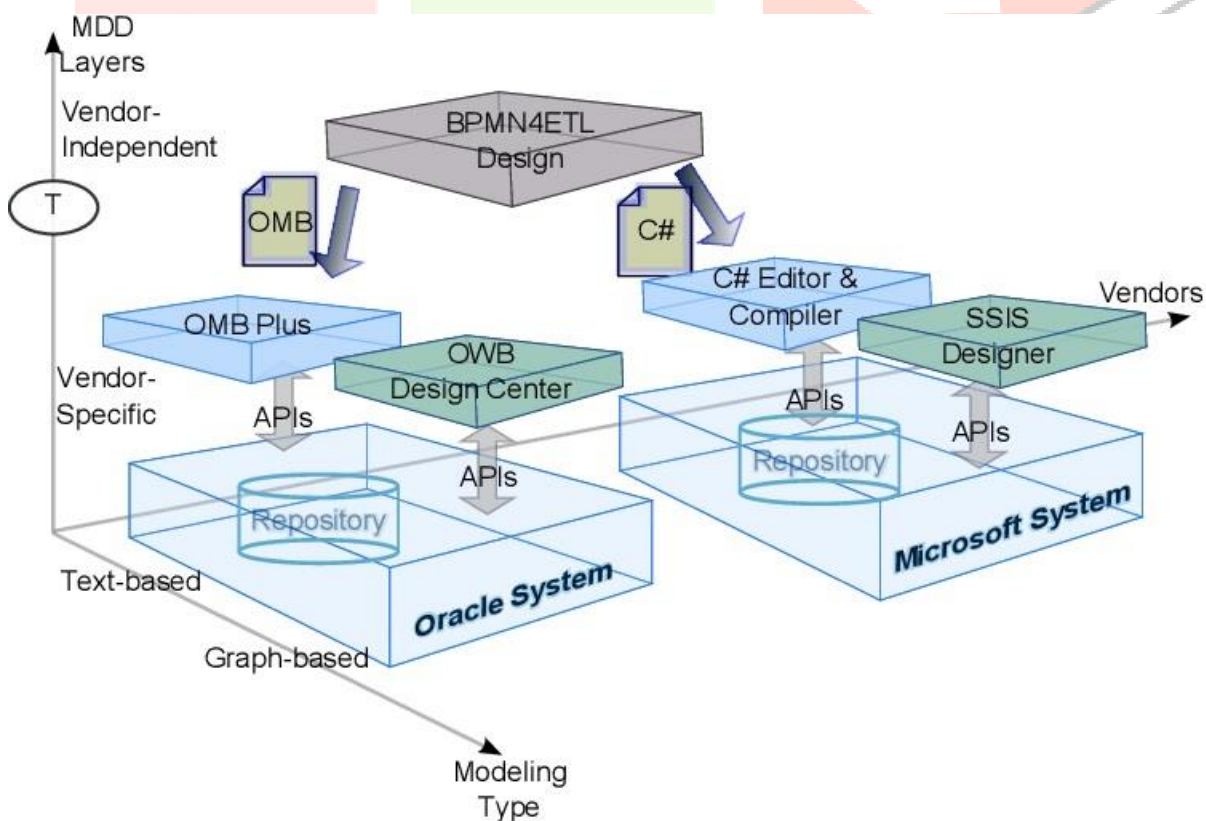 MDD
Layers
Vendor-
Independent
BPMN4ETL
Design
T
OMB
C#
C# Editor &
Compiler
Vendors
OMB Plus
SSIS
Designer
OWB
Design Center
Vendor-
Specific
APIs
APIs
APIs
APIs
Repository
Repository
Microsoft System
Text-based
Oracle System
Graph-based
Modeling
Type